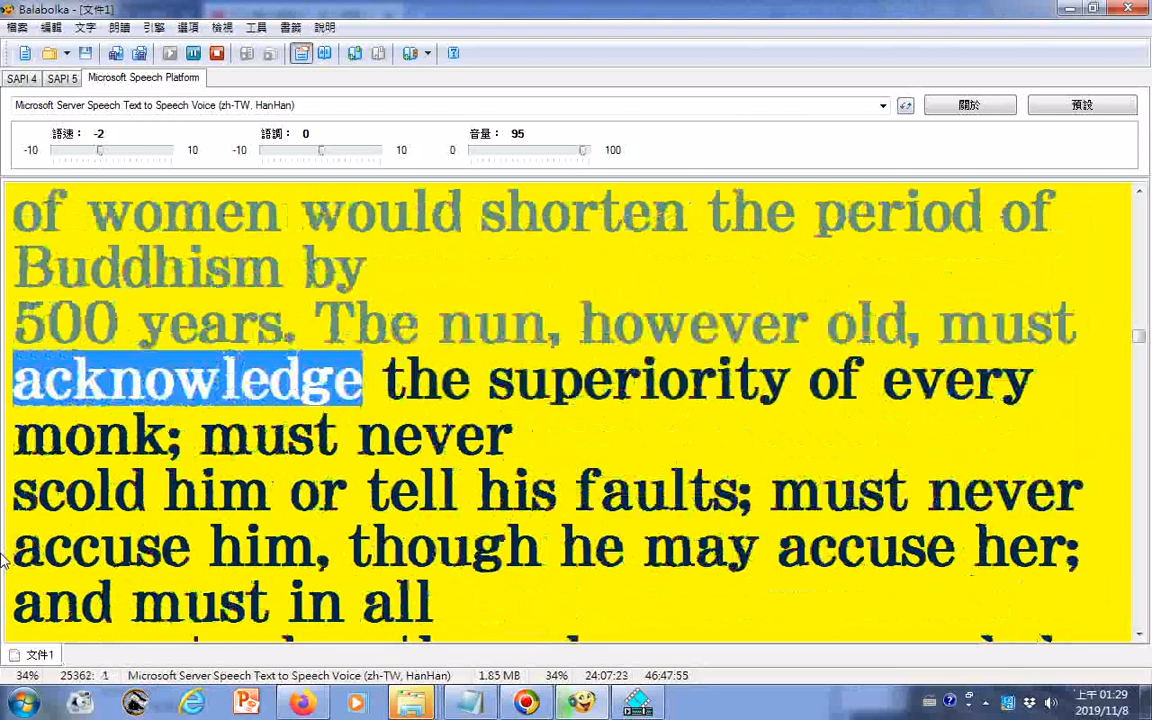 Balabolka - [文件1]
檔案 編輯 文字 朗讀 引擎 選項 檢視 工具 書籤 說明
SAPI 4 SAPI 5 Microsoft Speech Platform
Microsoft Server Speech Text to Speech Voice (zh-TW, HanHan) 關於 預設
語速： -2 語調： 0 音量： 95
-10 10 -10 10 0 100
of women would shorten the period of
Buddhism by
500 years. The nun, however old, must
acknowledge the superiority of every
monk; must never
scold him or tell his faults; must never
accuse him, though he may accuse her;
and must in all
文件1
34% 25362: 1 Microsoft Server Speech Text to Speech Voice (zh-TW, HanHan) 1.85 MB 34% 24:07:23 46:47:55
上午 01:29
2019/11/8